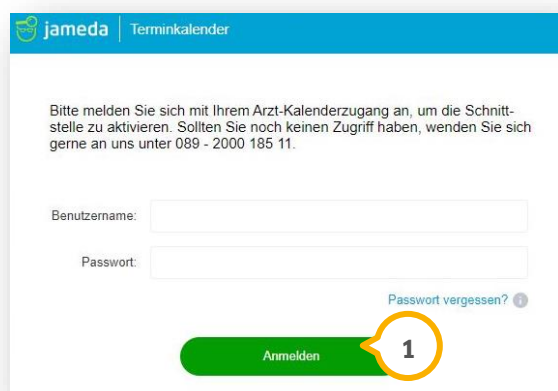 jameda Terminkalender
Bitte melden Sie sich mit Ihrem Arzt-Kalenderzugang an, um die Schnitt-
stelle zu aktivieren. Sollten Sie noch keinen Zugriff haben, wenden Sie sich
gerne an uns unter 089 - 2000 185 11.
Benutzername:
Passwort:
Passwort vergessen? i
Anmelden 1